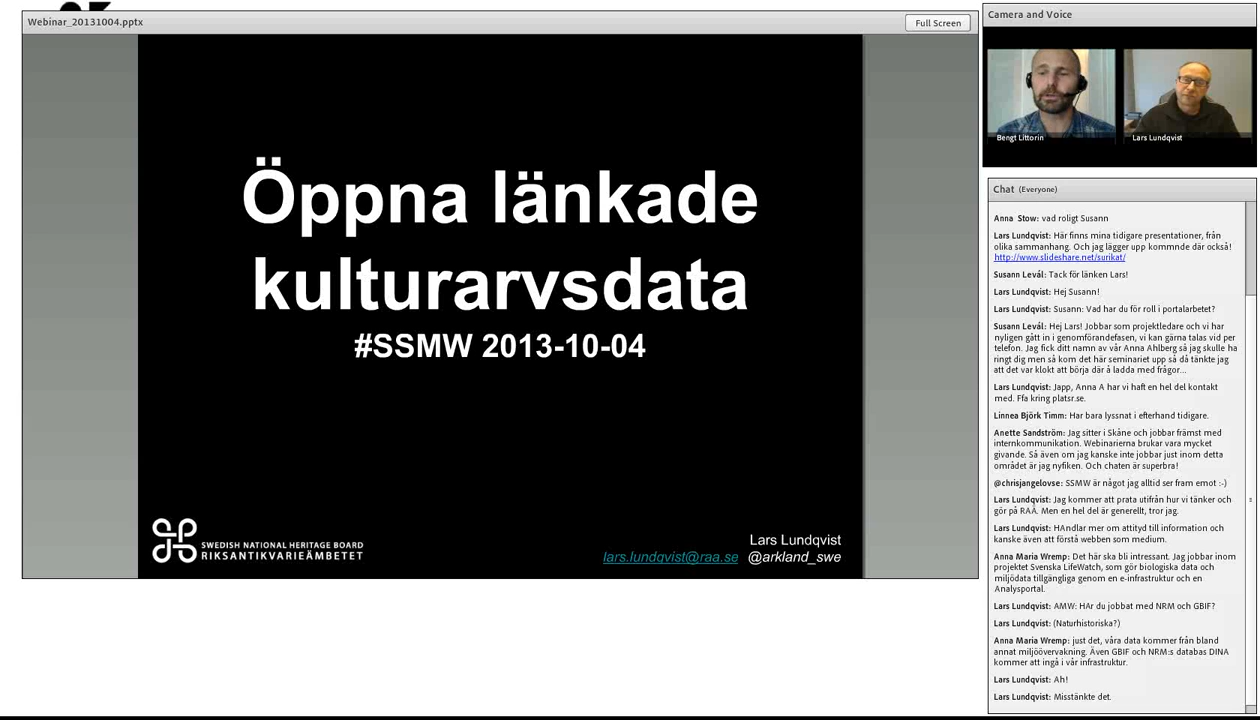 Webinar_20131004.pptx
Full Screen
Öppna länkade
kulturarvsdata
#SSMW 2013-10-04
SWEDISH NATIONAL HERITAGE BOARD
RIKSANTIKVARIEÄMBETET
Lars Lundqvist
lars.lundqvist@raa.se @arkland_swe
Camera and Voice
Bengt Littorin
Lars Lundqvist
Chat (Everyone)
Anna Stow: vad roligt Susann
Lars Lundqvist: Här finns mina tidigare presentationer, från
olika sammanhang. Och jag lägger upp kommnde där också!
http://www.slideshare.net/surikat/
Susann Levál: Tack för länken Lars!
Lars Lundqvist: Hej Susann!
Lars Lundqvist: Susann: Vad har du för roll i portalarbetet?
Susann Levál: Hej Lars! Jobbar som projektledare och vi har
nyligen gått in i genomförandefasen, vi kan gärna talas vid per
telefon. Jag fick ditt namn av vår Anna Ahlberg så jag skulle ha
ringt dig men så kom det här seminariet upp så då tänkte jag
att det var klokt att börja där å ladda med frågor...
Lars Lundqvist: Japp, Anna A har vi haft en hel del kontakt
med. Ffa kring platsr.se.
Linnea Björk Timm: Har bara lyssnat i efterhand tidigare.
Anette Sandström: Jag sitter i Skåne och jobbar främst med
internkommunikation. Webinarierna brukar vara mycket
givande. Så även om jag kanske inte jobbar just inom detta
området är jag nyfiken. Och chaten är superbra!
@chrisjangelovse: SSMW är något jag alltid ser fram emot :-)
Lars Lundqvist: Jag kommer att prata utifrån hur vi tänker och
gör på RAÄ. Men en hel del är generellt, tror jag.
Lars Lundqvist: HAndlar mer om attityd till information och
kanske även att förstå webben som medium.
Anna Maria Wremp: Det här ska bli intressant. Jag jobbar inom
projektet Svenska LifeWatch, som gör biologiska data och
miljödata tillgängliga genom en e-infrastruktur och en
Analysportal.
Lars Lundqvist: AMW: HAr du jobbat med NRM och GBIF?
Lars Lundqvist: (Naturhistoriska?)
Anna Maria Wremp: just det, våra data kommer från bland
annat miljöövervakning. Även GBIF och NRM:s databas DINA
kommer att ingå i vår infrastruktur.
Lars Lundqvist: Ah!
Lars Lundqvist: Misstänkte det.